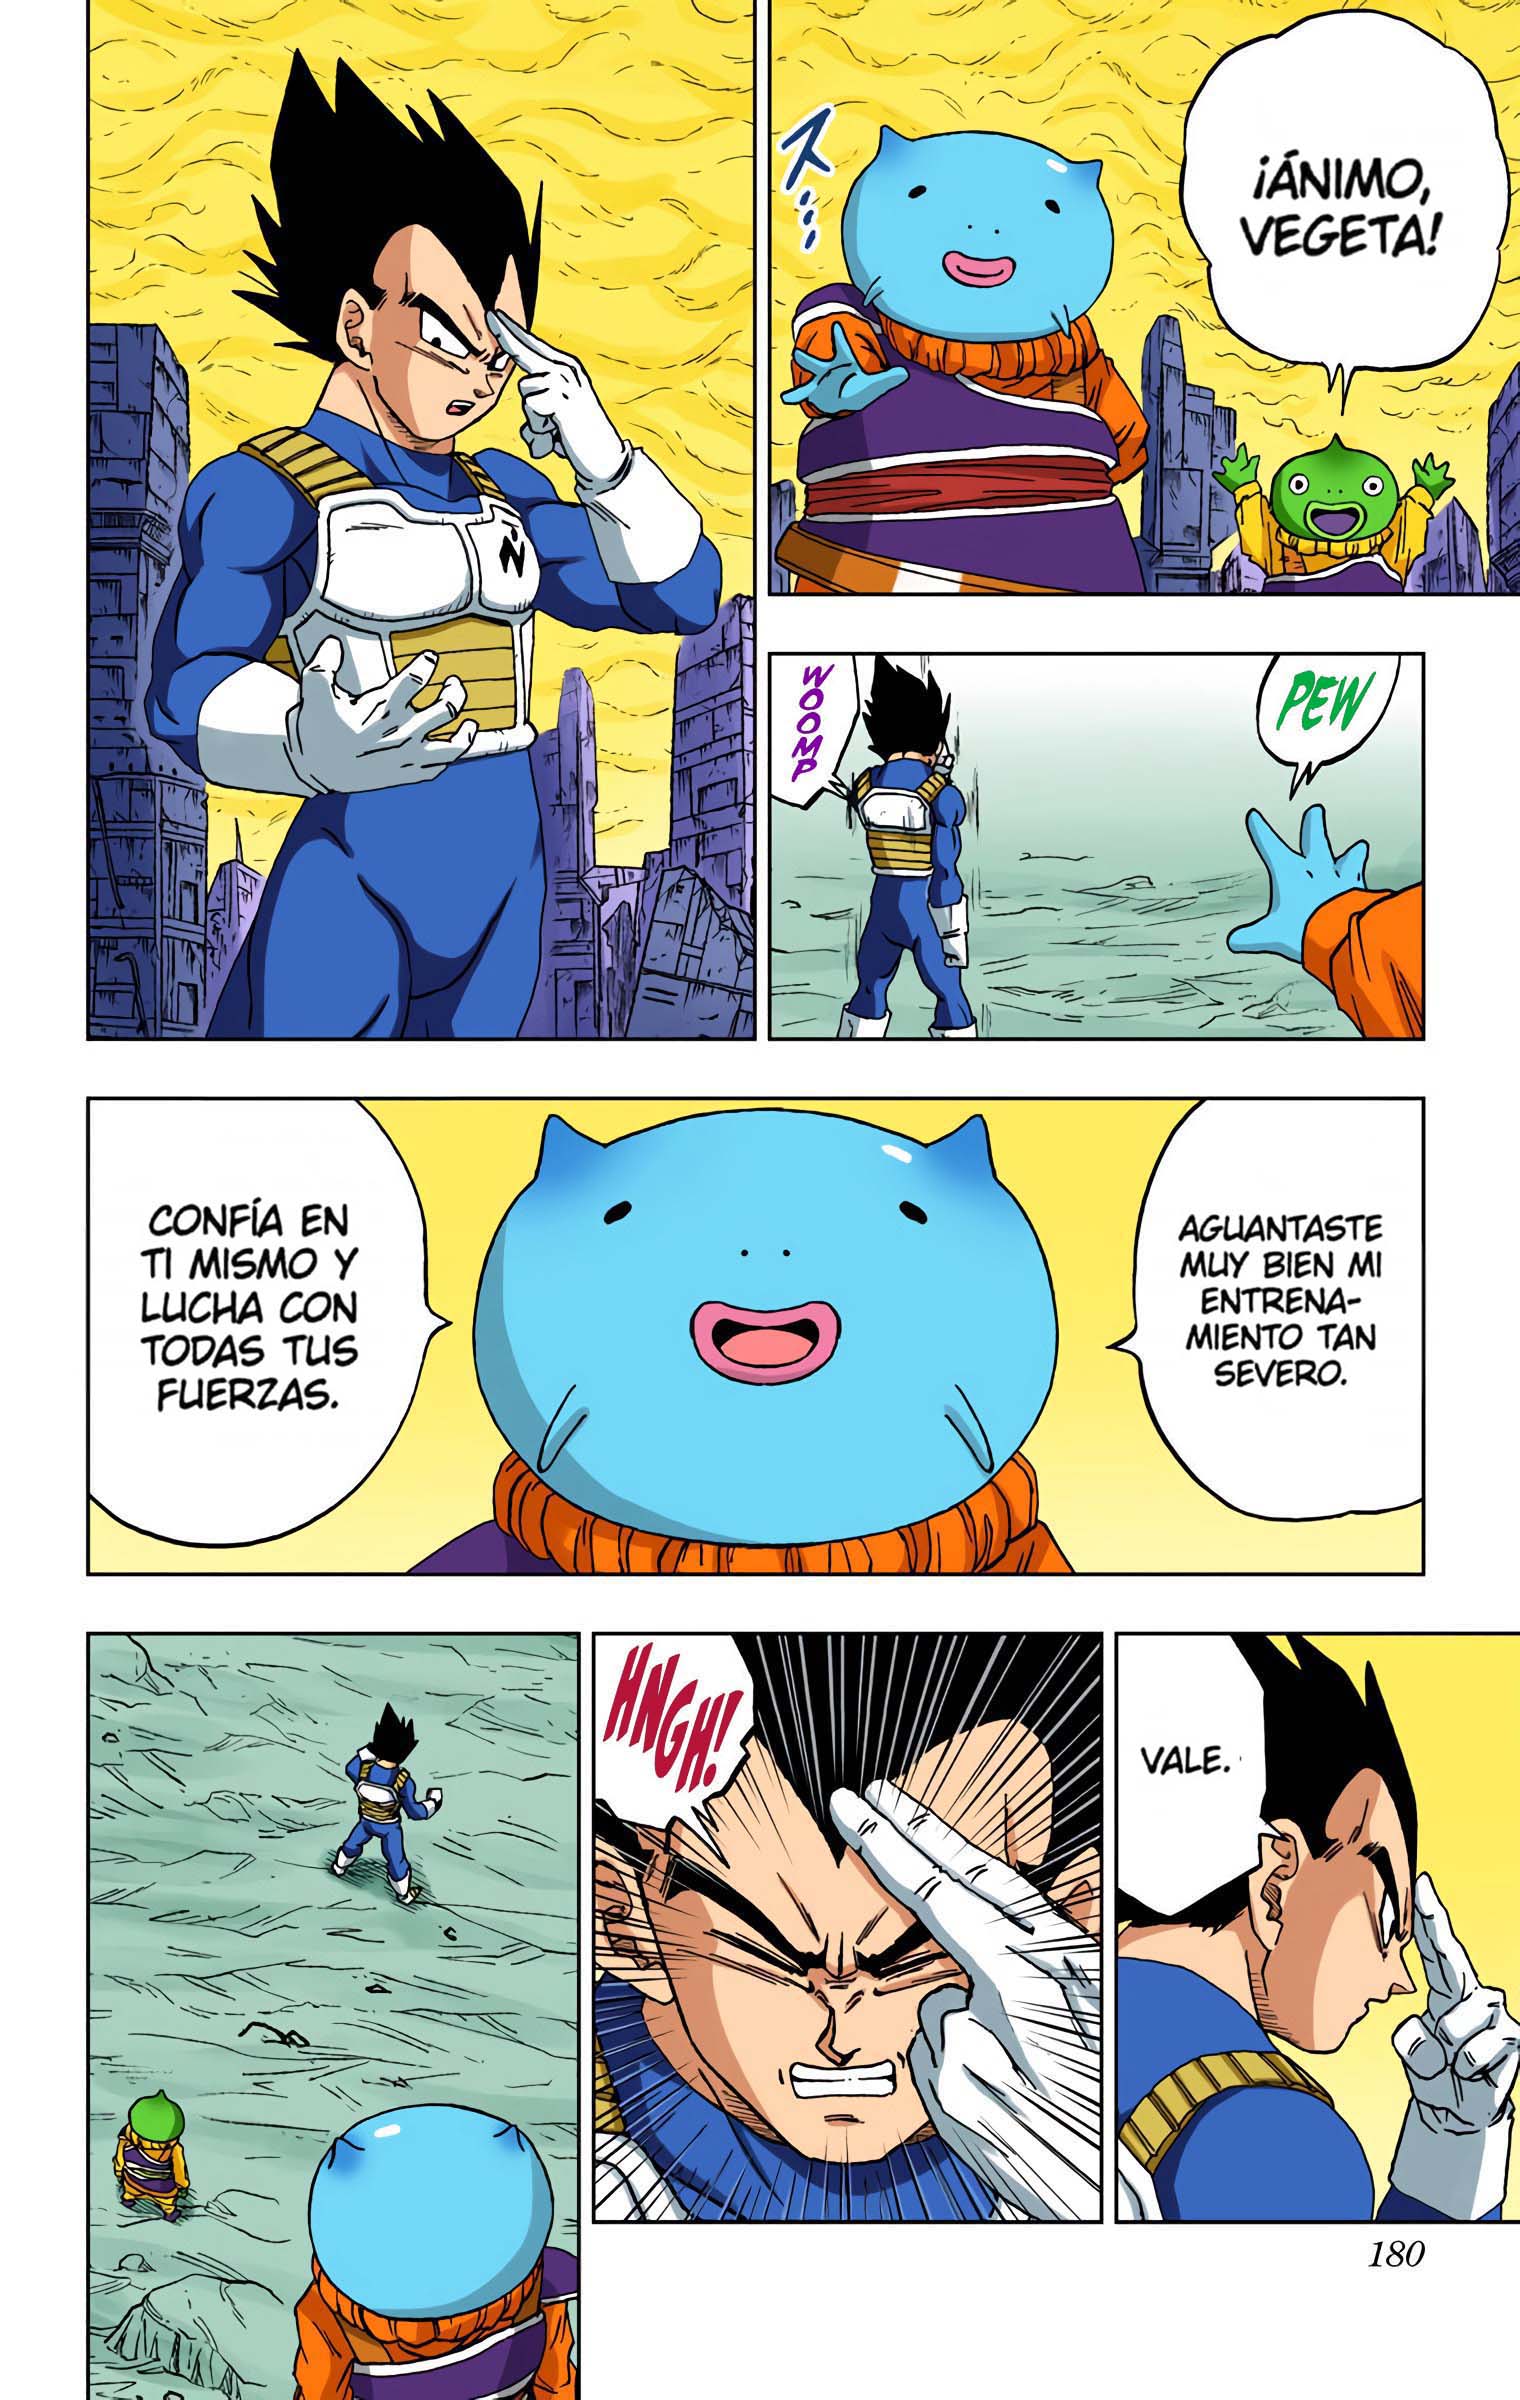 ¡ÁNIMO,
VEGETA!
ス…
N
PEW
WOOMP
AGUANTASTE
MUY BIEN MI
ENTRENA-
MIENTO TAN
SEVERO.
CONFÍA EN
TI MISMO Y
LUCHA CON
TODAS TUS
FUERZAS.
VALE.
HNGH!
180